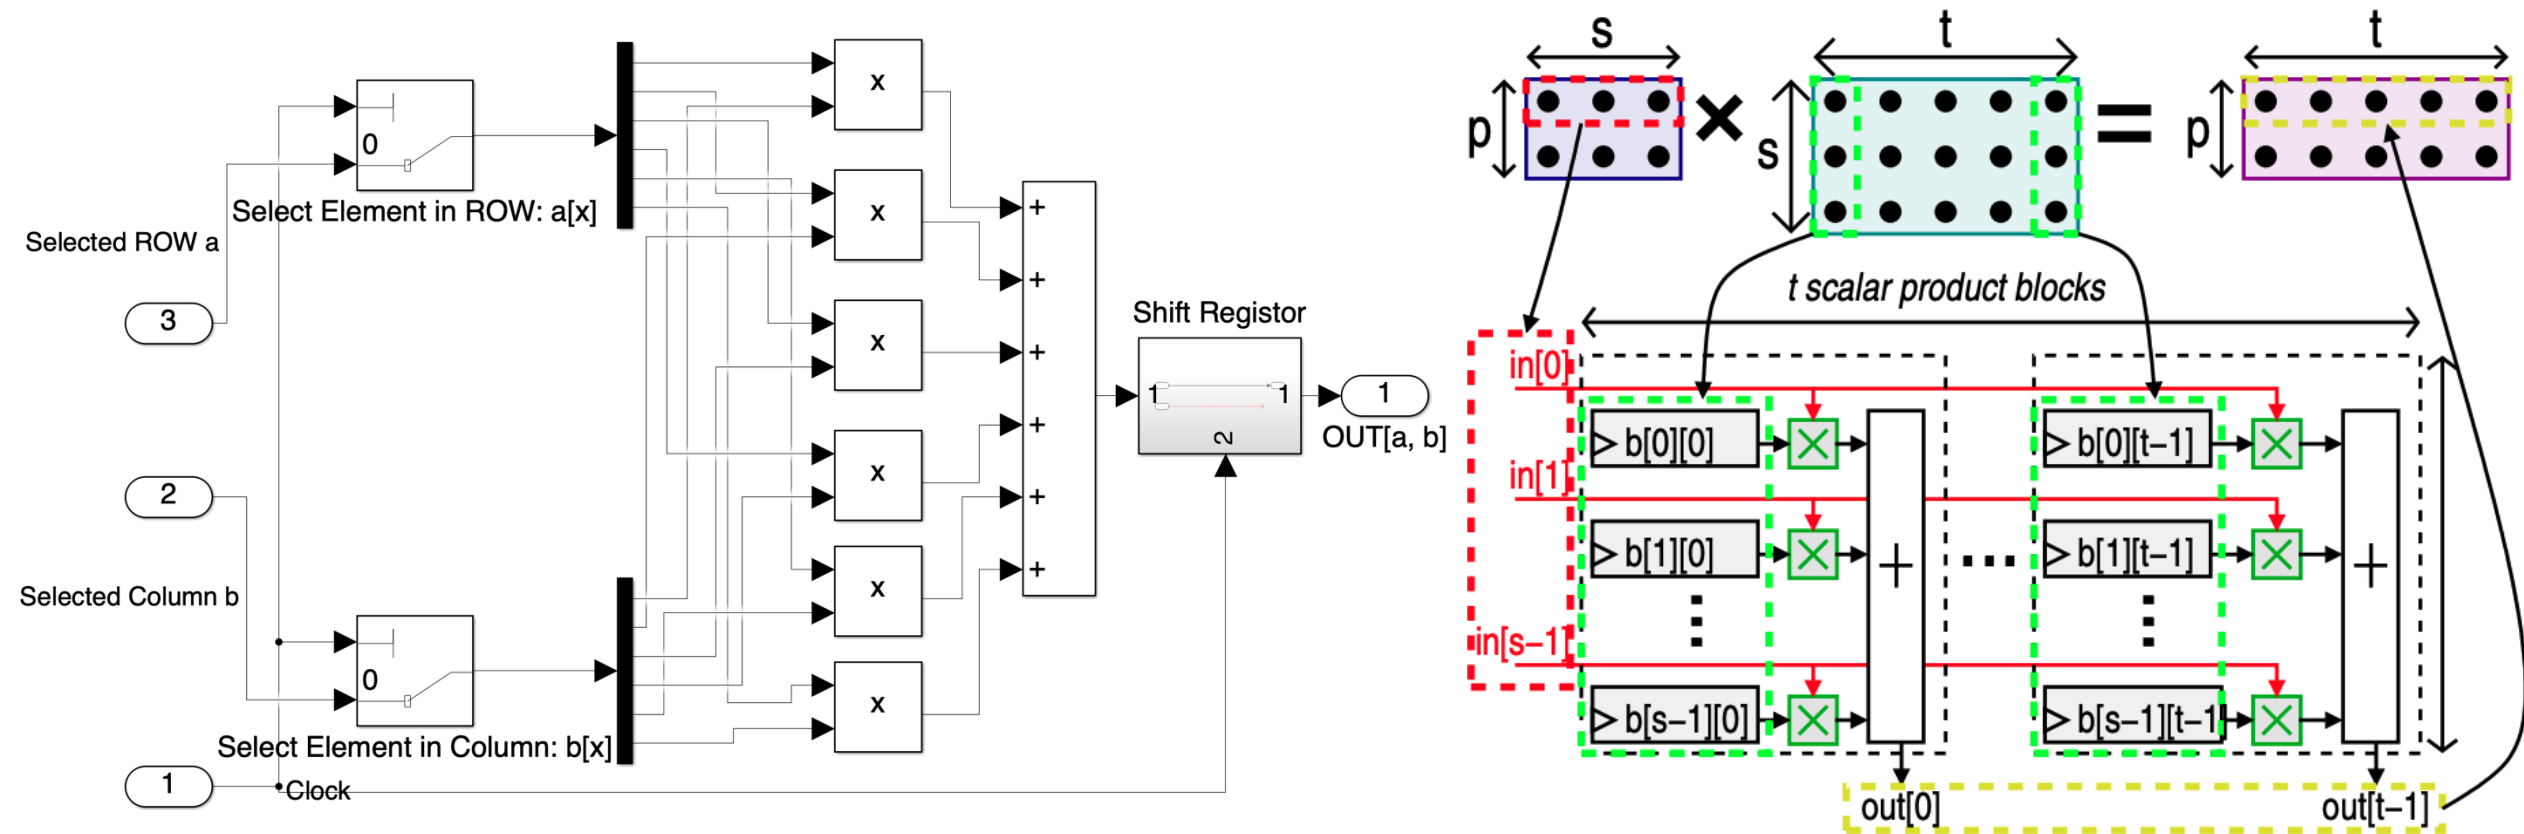 0
Select Element in ROW: a[x]
Selected ROW a
3
2
Selected Column b
0
Select Element in Column: b[x]
1
Clock
x
x
x
x
x
x
+
+
+
+
+
+
Shift Registor
1
1
2
1
OUT[a, b]
s
p
×
t
s
=
t
p
t scalar product blocks
in[0]
in[1]
in[s−1]
b[0][0]
b[1][0]
b[s−1][0]
+
...
b[0][t−1]
b[1][t−1]
b[s−1][t−1
+
out[0]
out[t−1]